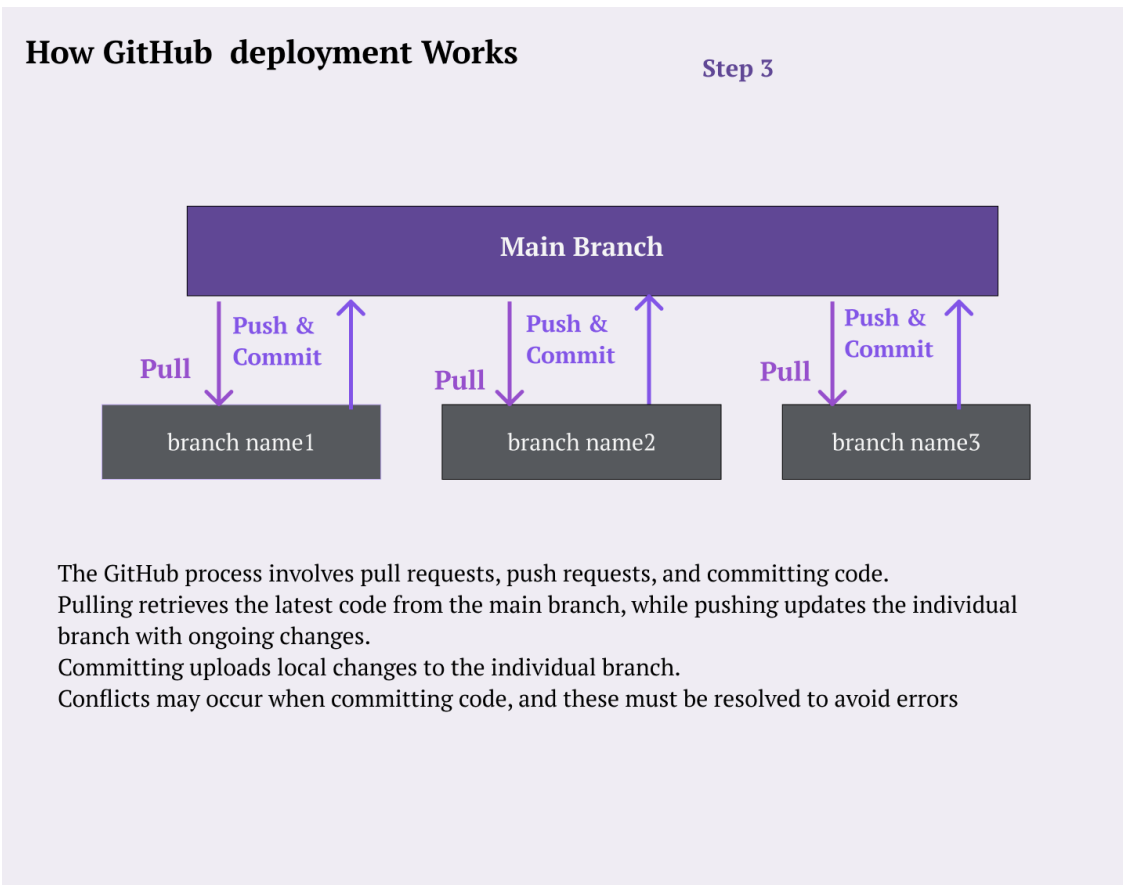 How GitHub  deployment Works
Step 3
Main Branch
Push &
Commit
Pull
Push &
Commit
Pull
Push &
Commit
Pull
branch name1
branch name2
branch name3
The GitHub process involves pull requests, push requests, and committing code.
Pulling retrieves the latest code from the main branch, while pushing updates the individual
branch with ongoing changes.
Committing uploads local changes to the individual branch.
Conflicts may occur when committing code, and these must be resolved to avoid errors